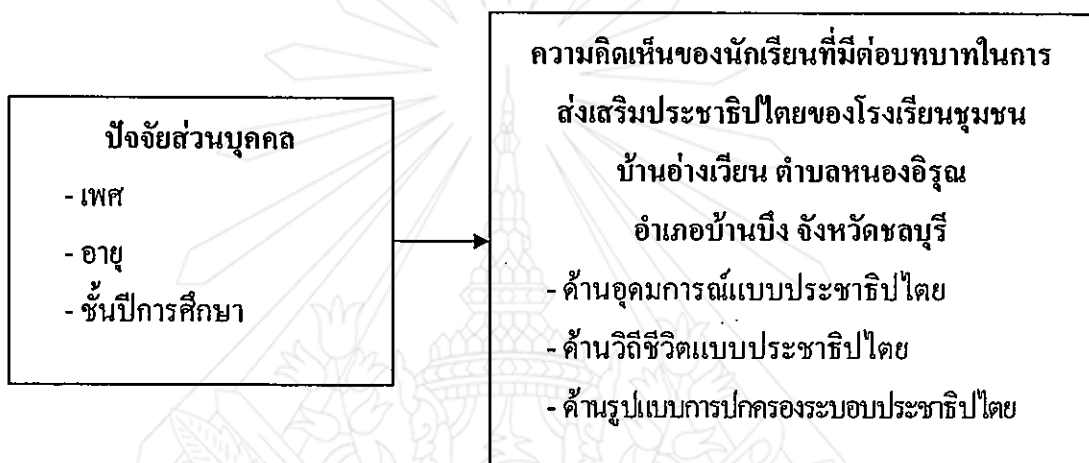 ปัจจัยส่วนบุคคล
- เพศ
- อายุ
- ชั้นปีการศึกษา
ความคิดเห็นของนักเรียนที่มีต่อบทบาทในการ
ส่งเสริมประชาธิปไตยของโรงเรียนชุมชน
บ้านอ่างเวียน ตำบลหนองอิรุณ
อำเภอบ้านบึง จังหวัดชลบุรี
- ด้านอุดมการณ์แบบประชาธิปไตย
- ด้านวิถีชีวิตแบบประชาธิปไตย
- ด้านรูปแบบการปกครองระบอบประชาธิปไตย